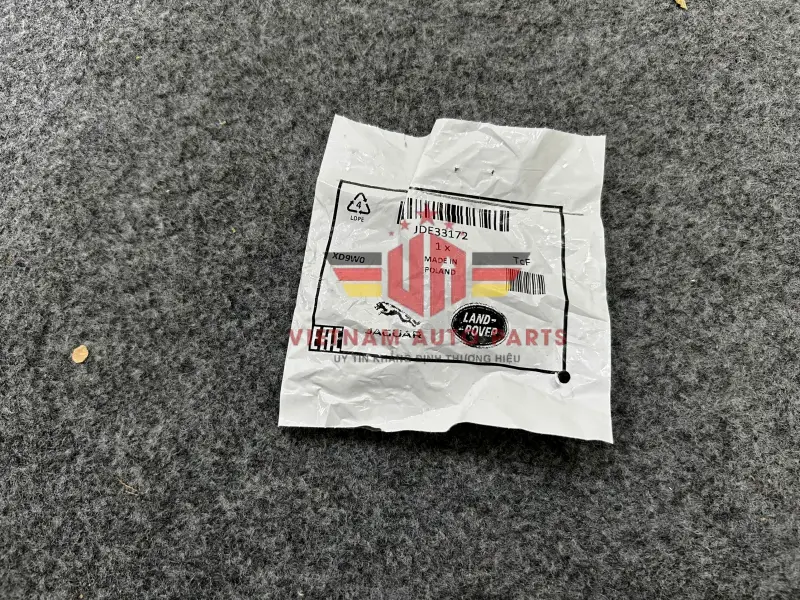 4
LDPE
JDE33172
1 x
XD9W0
MADE IN
POLAND
TcF
JAGUAR
LAND-
-ROVER
VIETNAM AUTO PARTS
UY TÍN KHẲNG ĐỊNH THƯƠNG HIỆU